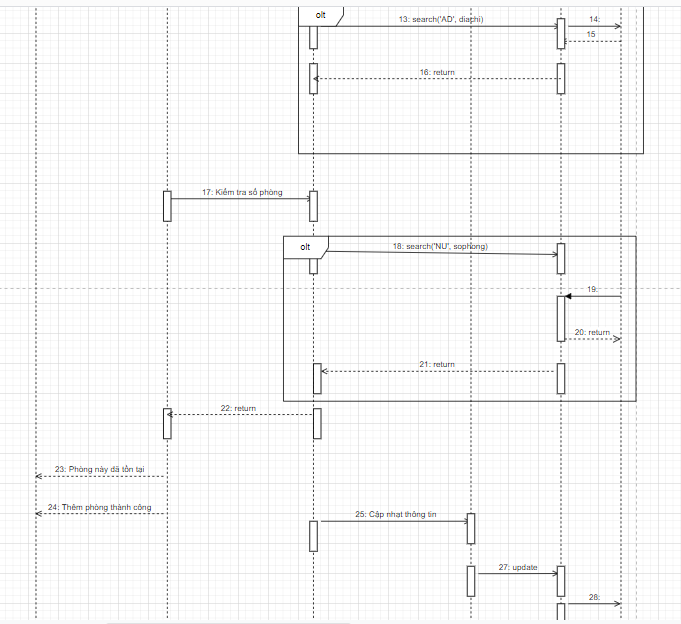 olt
13: search('AD', diachi)
14:
15
16: return
17: Kiểm tra số phòng
olt
18: search('NU', sophong)
19:
20: return
21: return
22: return
23: Phòng này đã tồn tại
24: Thêm phòng thành công
25: Cập nhạt thông tin
27: update
28: